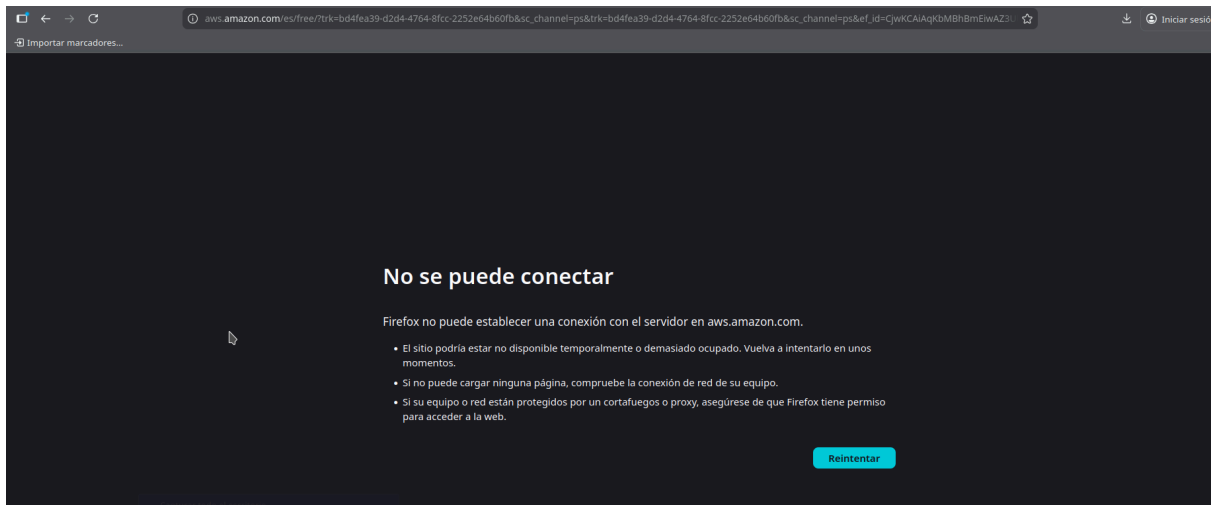 aws.amazon.com/es/free/?trk=bd4fea39-d2d4-4764-8fcc-2252e64b60fb&sc_channel=ps&trk=bd4fea39-d2d4-4764-8fcc-2252e64b60fb&sc_channel=ps&ef_id=CjwKCAiAqKbMBhBmEiwAZ3
Iniciar sesió
Importar marcadores...
No se puede conectar
Firefox no puede establecer una conexión con el servidor en aws.amazon.com.
• El sitio podría estar no disponible temporalmente o demasiado ocupado. Vuelva a intentarlo en unos
momentos.
• Si no puede cargar ninguna página, compruebe la conexión de red de su equipo.
• Si su equipo o red están protegidos por un cortafuegos o proxy, asegúrese de que Firefox tiene permiso
para acceder a la web.
Reintentar